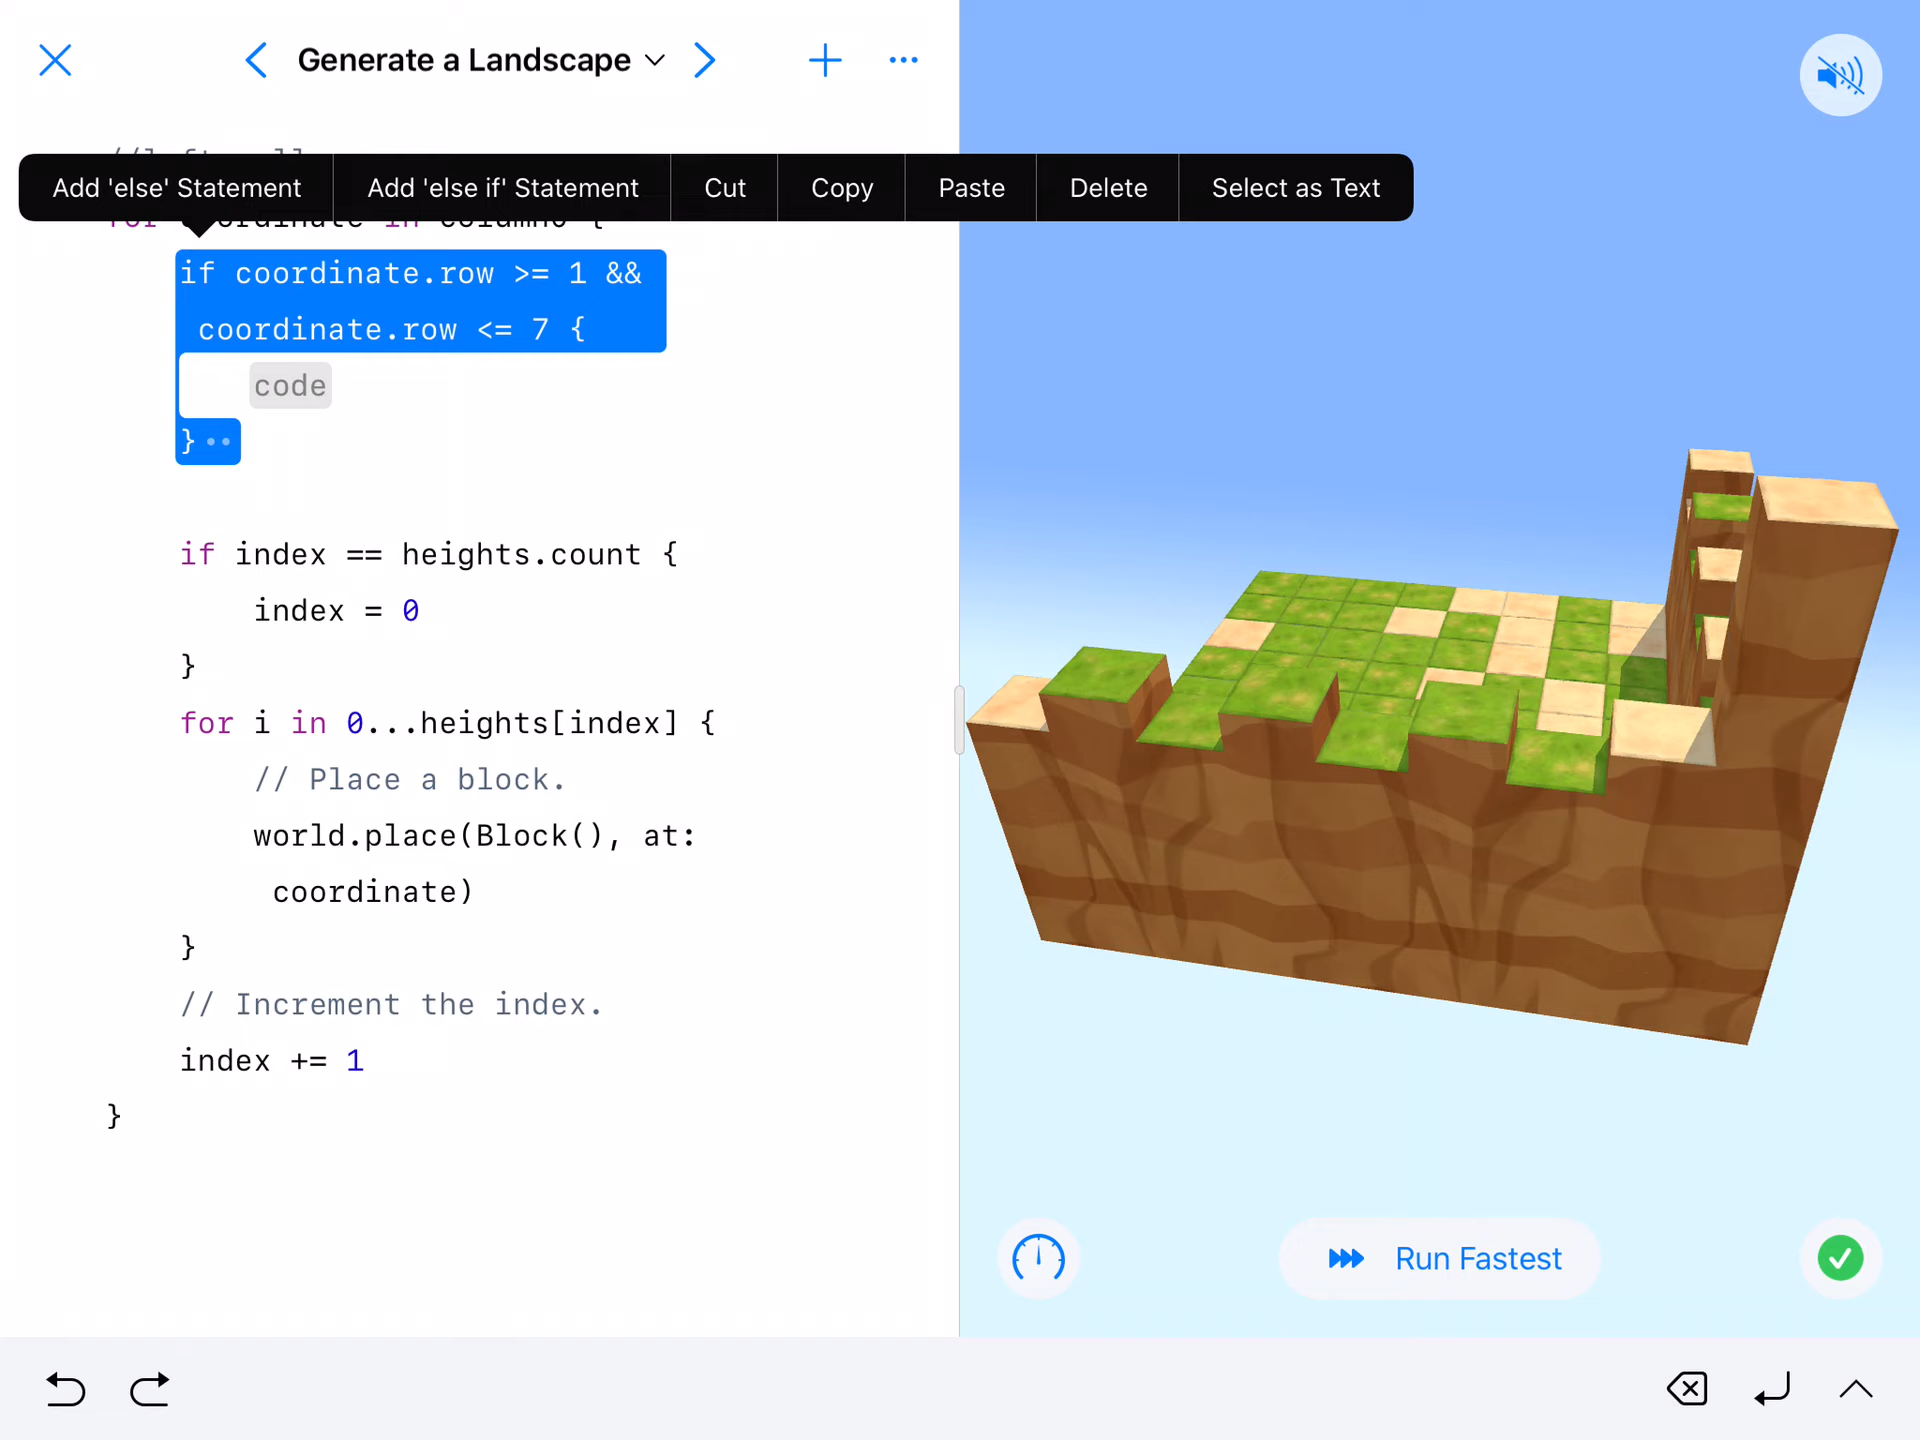 Generate a Landscape
Add 'else' Statement
Add 'else if' Statement
Cut
Copy
Paste
Delete
Select as Text
if coordinate.row >= 1 &&
coordinate.row <= 7 {
code
}
if index == heights.count {
index = 0
}
for i in 0...heights[index] {
// Place a block.
world.place(Block(), at:
coordinate)
}
// Increment the index.
index += 1
}
Run Fastest